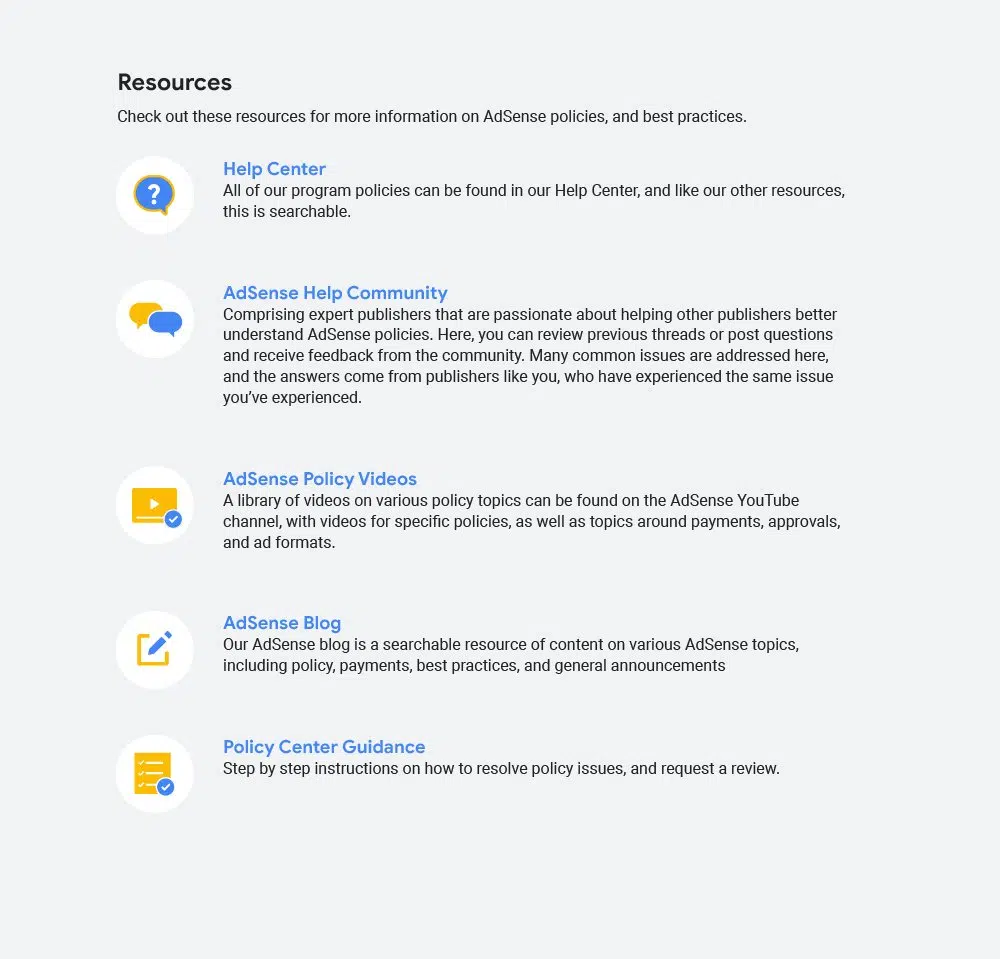 Resources
Check out these resources for more information on AdSense policies, and best practices.
?
Help Center
All of our program policies can be found in our Help Center, and like our other resources,
this is searchable.
AdSense Help Community
Comprising expert publishers that are passionate about helping other publishers better
understand AdSense policies. Here, you can review previous threads or post questions
and receive feedback from the community. Many common issues are addressed here,
and the answers come from publishers like you, who have experienced the same issue
you’ve experienced.
AdSense Policy Videos
A library of videos on various policy topics can be found on the AdSense YouTube
channel, with videos for specific policies, as well as topics around payments, approvals,
and ad formats.
AdSense Blog
Our AdSense blog is a searchable resource of content on various AdSense topics,
including policy, payments, best practices, and general announcements
Policy Center Guidance
Step by step instructions on how to resolve policy issues, and request a review.